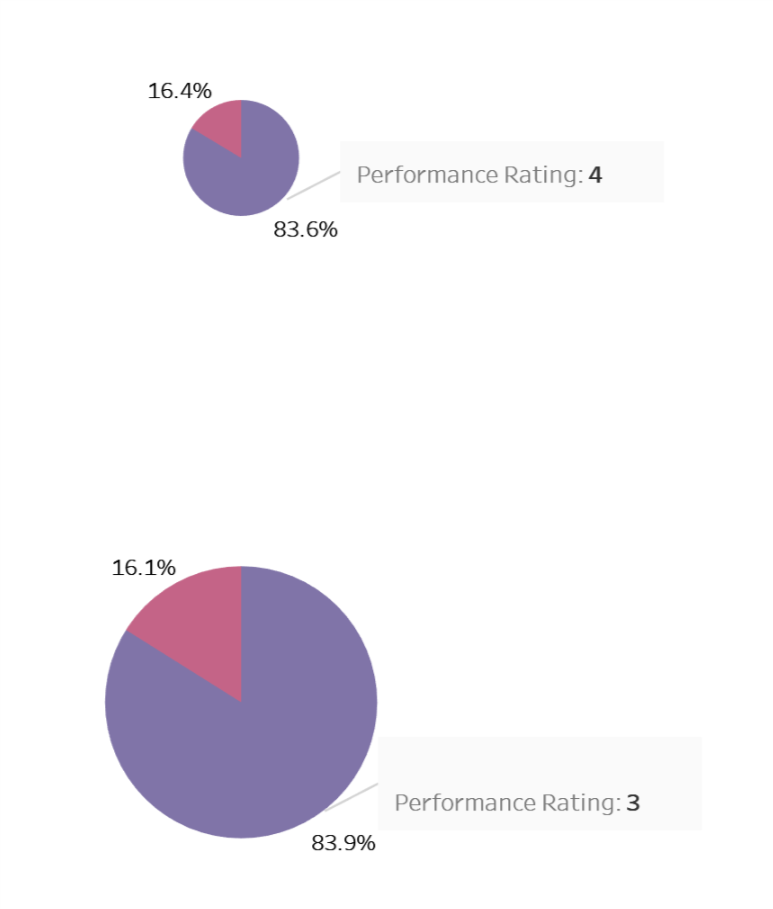 16.4%
Performance Rating: 4
83.6%
16.1%
Performance Rating: 3
83.9%